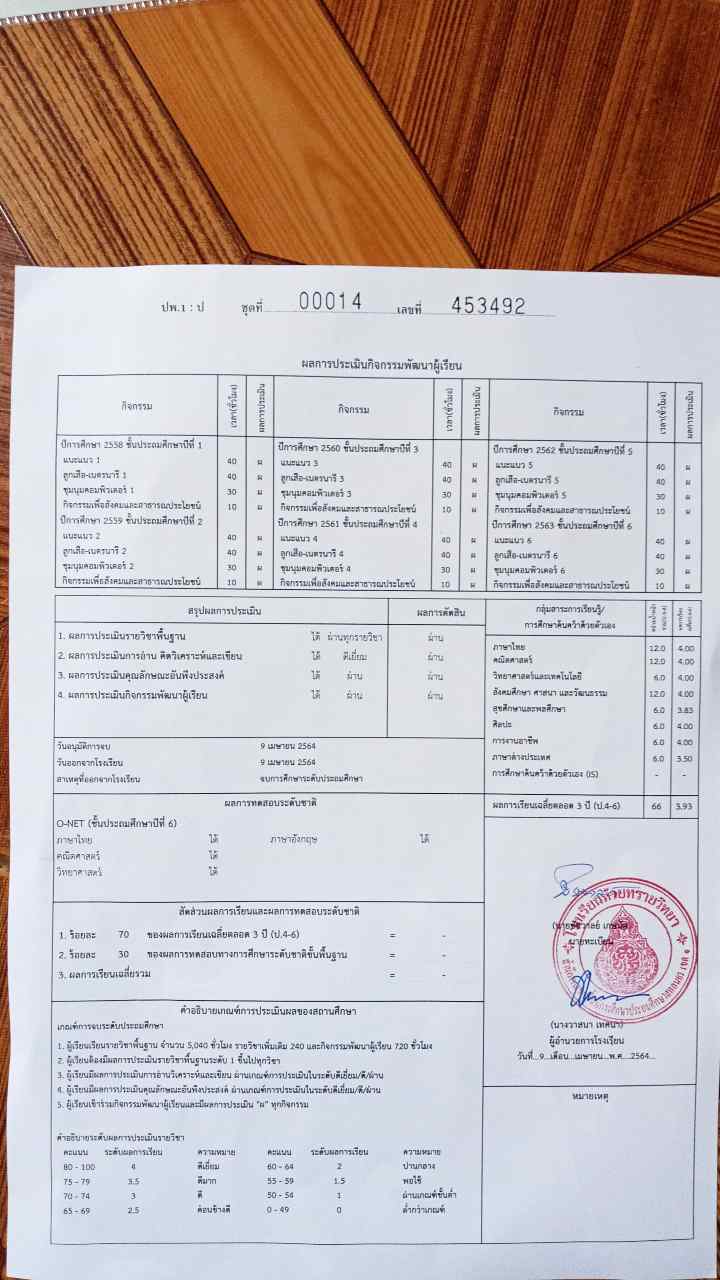 ปพ.1 : ป ชุดที่ 00014 เลขที่ 453492
ผลการประเมินกิจกรรมพัฒนาผู้เรียน
กิจกรรม เวลา(ชั่วโมง) ผลการประเมิน กิจกรรม เวลา(ชั่วโมง) ผลการประเมิน กิจกรรม เวลา(ชั่วโมง) ผลการประเมิน
ปีการศึกษา 2558 ชั้นประถมศึกษาปีที่ 1
แนะแนว 1 40 ผ
ลูกเสือ-เนตรนารี 1 40 ผ
ชุมนุมคอมพิวเตอร์ 1 30 ผ
กิจกรรมเพื่อสังคมและสาธารณประโยชน์ 10 ผ
ปีการศึกษา 2559 ชั้นประถมศึกษาปีที่ 2
แนะแนว 2 40 ผ
ลูกเสือ-เนตรนารี 2 40 ผ
ชุมนุมคอมพิวเตอร์ 2 30 ผ
กิจกรรมเพื่อสังคมและสาธารณประโยชน์ 10 ผ
ปีการศึกษา 2560 ชั้นประถมศึกษาปีที่ 3
แนะแนว 3 40 ผ
ลูกเสือ-เนตรนารี 3 40 ผ
ชุมนุมคอมพิวเตอร์ 3 30 ผ
กิจกรรมเพื่อสังคมและสาธารณประโยชน์ 10 ผ
ปีการศึกษา 2561 ชั้นประถมศึกษาปีที่ 4
แนะแนว 4 40 ผ
ลูกเสือ-เนตรนารี 4 40 ผ
ชุมนุมคอมพิวเตอร์ 4 30 ผ
กิจกรรมเพื่อสังคมและสาธารณประโยชน์ 10 ผ
ปีการศึกษา 2562 ชั้นประถมศึกษาปีที่ 5
แนะแนว 5 40 ผ
ลูกเสือ-เนตรนารี 5 40 ผ
ชุมนุมคอมพิวเตอร์ 5 30 ผ
กิจกรรมเพื่อสังคมและสาธารณประโยชน์ 10 ผ
ปีการศึกษา 2563 ชั้นประถมศึกษาปีที่ 6
แนะแนว 6 40 ผ
ลูกเสือ-เนตรนารี 6 40 ผ
ชุมนุมคอมพิวเตอร์ 6 30 ผ
กิจกรรมเพื่อสังคมและสาธารณประโยชน์ 10 ผ
สรุปผลการประเมิน ผลการตัดสิน
1. ผลการประเมินรายวิชาพื้นฐาน ได้ ผ่านทุกรายวิชา ผ่าน
2. ผลการประเมินการอ่าน คิดวิเคราะห์และเขียน ได้ ดีเยี่ยม ผ่าน
3. ผลการประเมินคุณลักษณะอันพึงประสงค์ ได้ ผ่าน ผ่าน
4. ผลการประเมินกิจกรรมพัฒนาผู้เรียน ได้ ผ่าน ผ่าน
วันอนุมัติการจบ 9 เมษายน 2564
วันออกจากโรงเรียน 9 เมษายน 2564
สาเหตุที่ออกจากโรงเรียน จบการศึกษาระดับประถมศึกษา
ผลการทดสอบระดับชาติ
O-NET (ชั้นประถมศึกษาปีที่ 6)
ภาษาไทย ได้ ภาษาอังกฤษ ได้
คณิตศาสตร์ ได้
วิทยาศาสตร์ ได้
สัดส่วนผลการเรียนและผลการทดสอบระดับชาติ
1. ร้อยละ 70 ของผลการเรียนเฉลี่ยตลอด 3 ปี (ป.4-6) = -
2. ร้อยละ 30 ของผลการทดสอบทางการศึกษาระดับชาติขั้นพื้นฐาน = -
3. ผลการเรียนเฉลี่ยรวม = -
คำอธิบายเกณฑ์การประเมินผลของสถานศึกษา
เกณฑ์การจบระดับประถมศึกษา
1. ผู้เรียนเรียนรายวิชาพื้นฐาน จำนวน 5,040 ชั่วโมง รายวิชาเพิ่มเติม 240 และกิจกรรมพัฒนาผู้เรียน 720 ชั่วโมง
2. ผู้เรียนต้องมีผลการประเมินรายวิชาพื้นฐานระดับ 1 ขึ้นไปทุกวิชา
3. ผู้เรียนมีผลการประเมินการอ่านวิเคราะห์และเขียน ผ่านเกณฑ์การประเมินในระดับดีเยี่ยม/ดี/ผ่าน
4. ผู้เรียนมีผลการประเมินคุณลักษณะอันพึงประสงค์ ผ่านเกณฑ์การประเมินในระดับดีเยี่ยม/ดี/ผ่าน
5. ผู้เรียนเข้าร่วมกิจกรรมพัฒนาผู้เรียนและมีผลการประเมิน "ผ" ทุกกิจกรรม
คำอธิบายระดับผลการประเมินรายวิชา
คะแนน ระดับผลการเรียน ความหมาย คะแนน ระดับผลการเรียน ความหมาย
80 - 100 4 ดีเยี่ยม 60 - 64 2 ปานกลาง
75 - 79 3.5 ดีมาก 55 - 59 1.5 พอใช้
70 - 74 3 ดี 50 - 54 1 ผ่านเกณฑ์ขั้นต่ำ
65 - 69 2.5 ค่อนข้างดี 0 - 49 0 ต่ำกว่าเกณฑ์
กลุ่มสาระการเรียนรู้/
การศึกษาค้นคว้าด้วยตัวเอง
ภาษาไทย 12.0 4.00
คณิตศาสตร์ 12.0 4.00
วิทยาศาสตร์และเทคโนโลยี 6.0 4.00
สังคมศึกษา ศาสนา และวัฒนธรรม 12.0 4.00
สุขศึกษาและพลศึกษา 6.0 3.83
ศิลปะ 6.0 4.00
การงานอาชีพ 6.0 4.00
ภาษาต่างประเทศ 6.0 3.50
การศึกษาค้นคว้าด้วยตัวเอง (IS) - -
ผลการเรียนเฉลี่ยตลอด 3 ปี (ป.4-6) 66 3.93
โรงเรียนห้วยทรายวิทยา
นายทะเบียน
(นางวาสนา เทศนา)
ผู้อำนวยการโรงเรียน
วันที่...9...เดือน...เมษายน...พ.ศ....2564...
หมายเหตุ